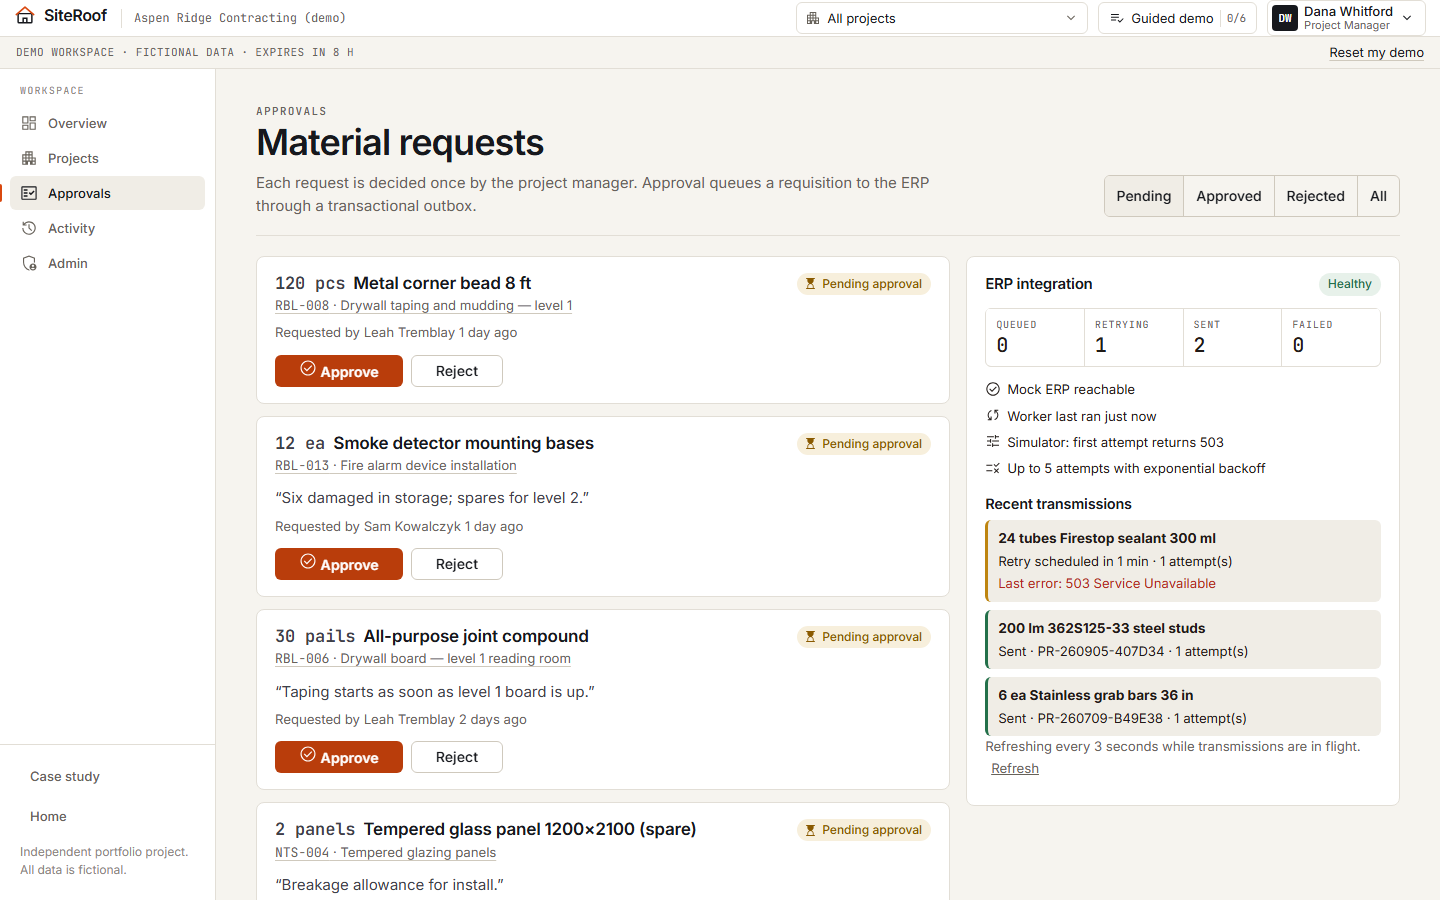 SiteRoof
Aspen Ridge Contracting (demo)
All projects
Guided demo 0/6
DW
Dana Whitford
Project Manager
DEMO WORKSPACE · FICTIONAL DATA · EXPIRES IN 8 H
Reset my demo
WORKSPACE
Overview
Projects
Approvals
Activity
Admin
Case study
Home
Independent portfolio project.
All data is fictional.
APPROVALS
Material requests
Each request is decided once by the project manager. Approval queues a requisition to the ERP
through a transactional outbox.
Pending
Approved
Rejected
All
120 pcs Metal corner bead 8 ft
Pending approval
RBL-008 · Drywall taping and mudding — level 1
Requested by Leah Tremblay 1 day ago
Approve
Reject
12 ea Smoke detector mounting bases
Pending approval
RBL-013 · Fire alarm device installation
“Six damaged in storage; spares for level 2.”
Requested by Sam Kowalczyk 1 day ago
Approve
Reject
30 pails All-purpose joint compound
Pending approval
RBL-006 · Drywall board — level 1 reading room
“Taping starts as soon as level 1 board is up.”
Requested by Leah Tremblay 2 days ago
Approve
Reject
2 panels Tempered glass panel 1200×2100 (spare)
Pending approval
NTS-004 · Tempered glazing panels
“Breakage allowance for install.”
ERP integration
Healthy
QUEUED
0
RETRYING
1
SENT
2
FAILED
0
Mock ERP reachable
Worker last ran just now
Simulator: first attempt returns 503
Up to 5 attempts with exponential backoff
Recent transmissions
24 tubes Firestop sealant 300 ml
Retry scheduled in 1 min · 1 attempt(s)
Last error: 503 Service Unavailable
200 lm 362S125-33 steel studs
Sent · PR-260905-407D34 · 1 attempt(s)
6 ea Stainless grab bars 36 in
Sent · PR-260709-B49E38 · 1 attempt(s)
Refreshing every 3 seconds while transmissions are in flight.
Refresh